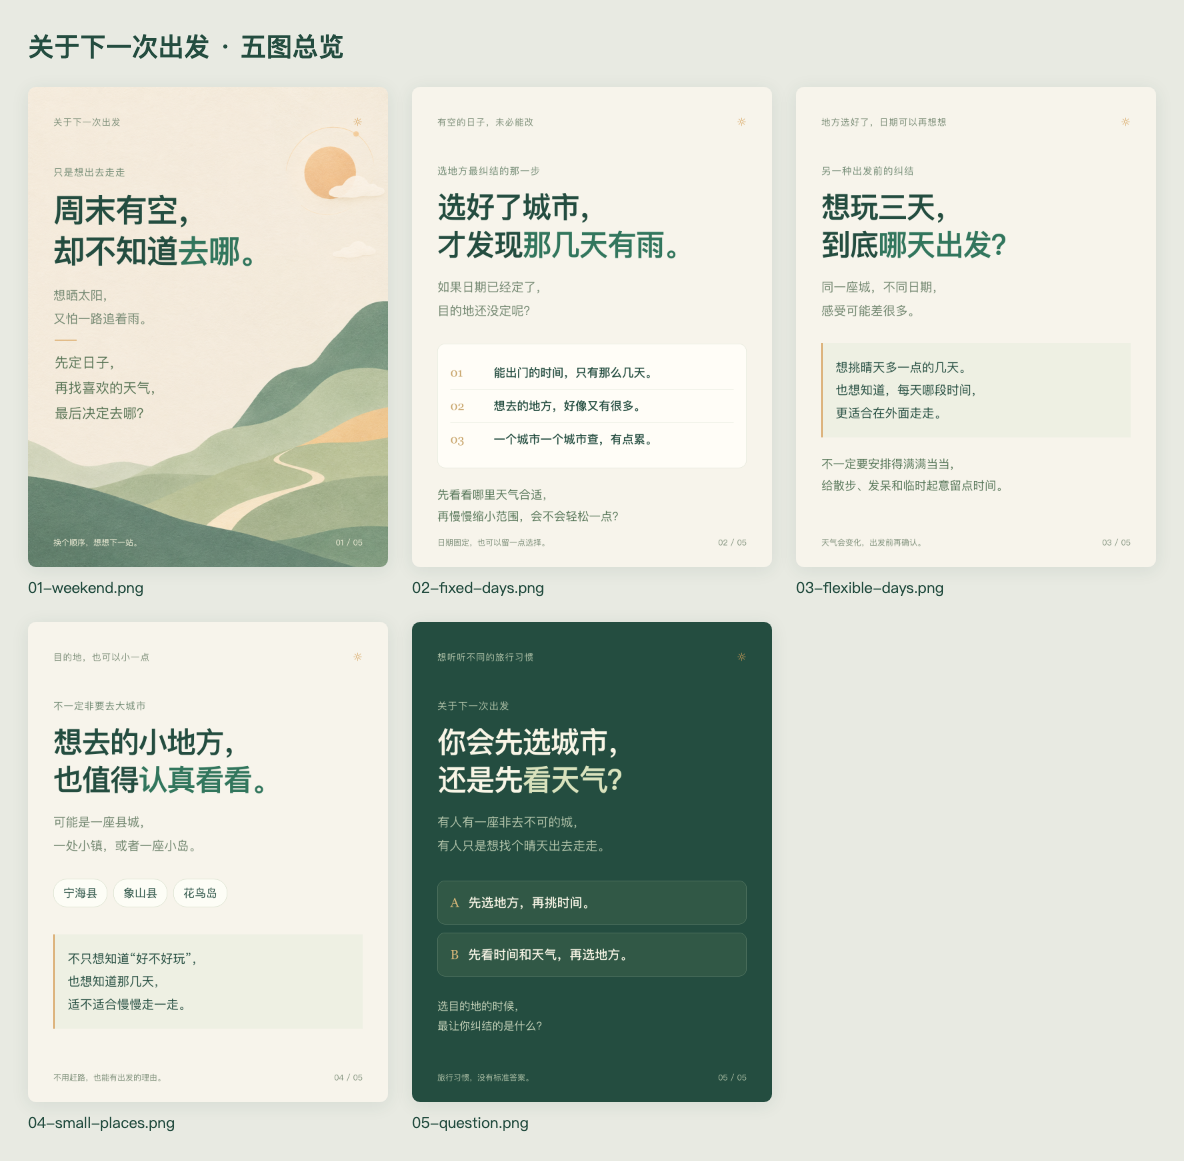 关于下一次出发 · 五图总览
关于下一次出发
只是想出去走走
周末有空，
却不知道去哪。
想晒太阳，
又怕一路追着雨。
先定日子，
再找喜欢的天气，
最后决定去哪？
换个顺序，想想下一站。
01 / 05
01-weekend.png
有空的日子，未必能改
选地方最纠结的那一步
选好了城市，
才发现那几天有雨。
如果日期已经定了，
目的地还没定呢？
01 能出门的时间，只有那么几天。
02 想去的地方，好像又有很多。
03 一个城市一个城市查，有点累。
先看看哪里天气合适，
再慢慢缩小范围，会不会轻松一点？
日期固定，也可以留一点选择。
02 / 05
02-fixed-days.png
地方选好了，日期可以再想想
另一种出发前的纠结
想玩三天，
到底哪天出发？
同一座城，不同日期，
感受可能差很多。
想挑晴天多一点的几天。
也想知道，每天哪段时间，
更适合在外面走走。
不一定要安排得满满当当，
给散步、发呆和临时起意留点时间。
天气会变化，出发前再确认。
03 / 05
03-flexible-days.png
目的地，也可以小一点
不一定非要去大城市
想去的小地方，
也值得认真看看。
可能是一座县城，
一处小镇，或者一座小岛。
宁海县 象山县 花鸟岛
不只想知道“好不好玩”，
也想知道那几天，
适不适合慢慢走一走。
不用赶路，也能有出发的理由。
04 / 05
04-small-places.png
想听听不同的旅行习惯
关于下一次出发
你会先选城市，
还是先看天气？
有人有一座非去不可的城，
有人只是想找个晴天出去走走。
A 先选地方，再挑时间。
B 先看时间和天气，再选地方。
选目的地的时候，
最让你纠结的是什么？
旅行习惯，没有标准答案。
05 / 05
05-question.png